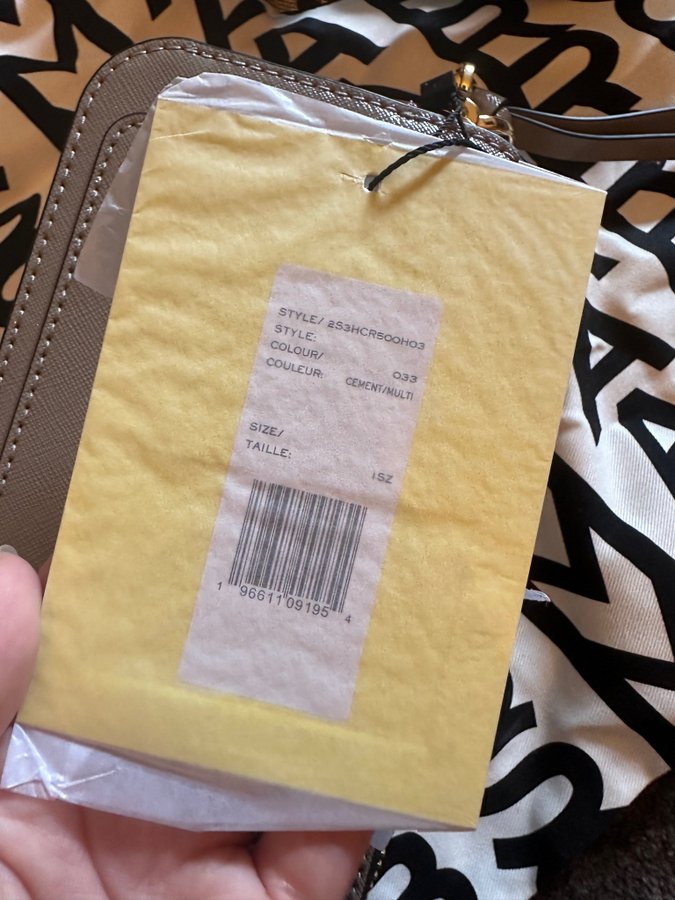 STYLE/ 2S3HCR500H03
STYLE:
COLOUR/ 033
COULEUR: CEMENT/MULTI
SIZE/
TAILLE: 1SZ
1 96611 09195 4